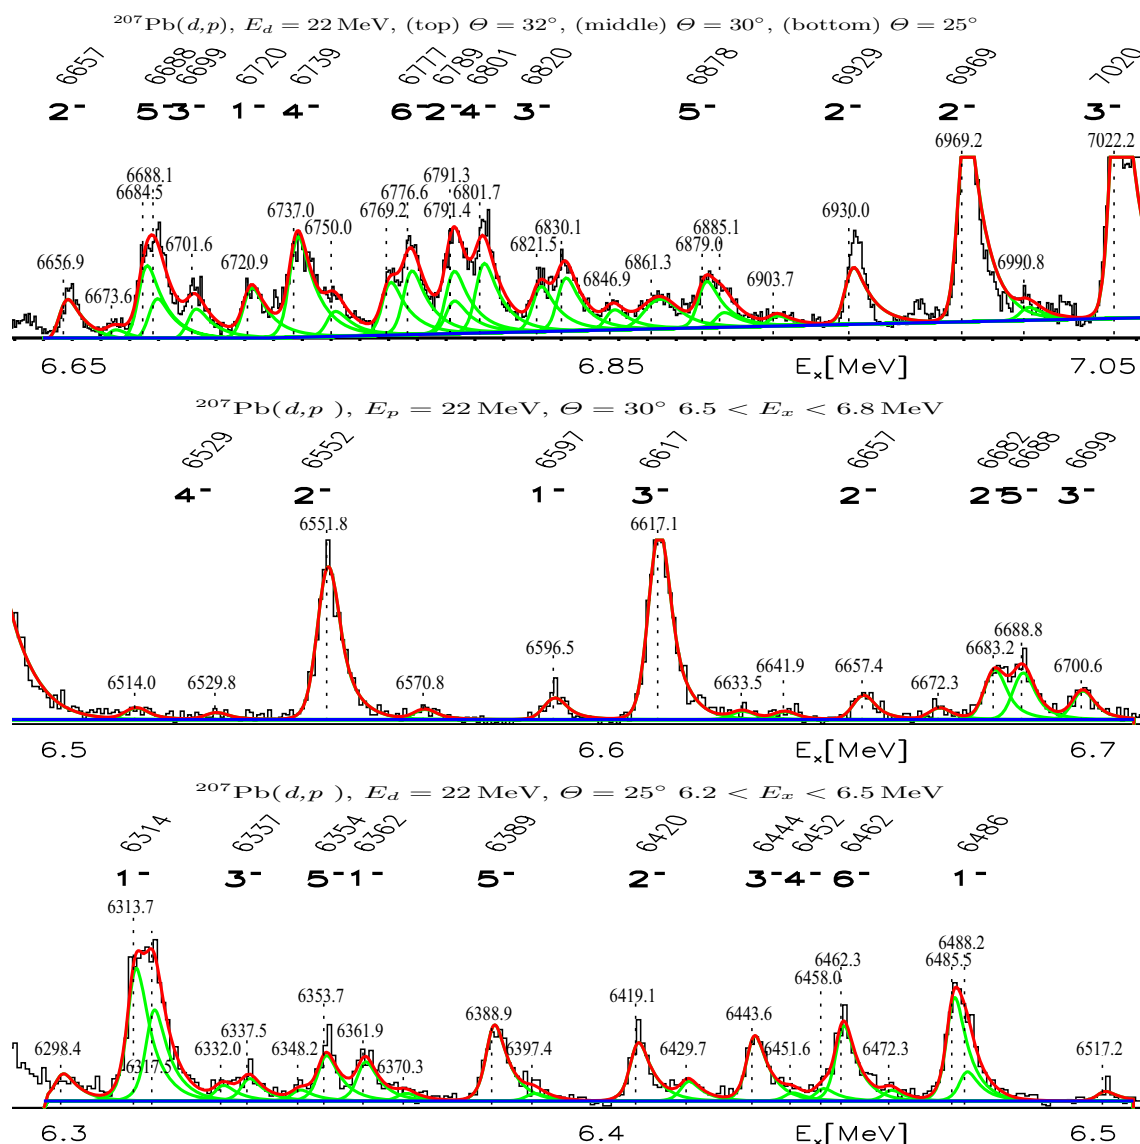 ²⁰⁷Pb(d,p), E_d = 22 MeV, (top) Θ = 32°, (middle) Θ = 30°, (bottom) Θ = 25°
6657 6688 6699 6720 6739 6777 6789 6801 6820 6878 6929 6969 7020
2⁻ 5⁻ 3⁻ 1⁻ 4⁻ 6⁻ 2⁻ 4⁻ 3⁻ 5⁻ 2⁻ 2⁻ 3⁻
6969.2 7022.2
6688.1 6791.3
6684.5 6776.6 6801.7
6737.0 6769.2 6791.4 6930.0
6701.6 6750.0 6821.5 6830.1 6879.0 6885.1
6656.9 6720.9 6861.3 6990.8
6673.6 6846.9 6903.7
6.65 6.85 Eₓ[MeV] 7.05
²⁰⁷Pb(d,p ), E_p = 22 MeV, Θ = 30° 6.5 < Eₓ < 6.8 MeV
6529 6552 6597 6617 6657 6682 6688 6699
4⁻ 2⁻ 1⁻ 3⁻ 2⁻ 2⁻ 5⁻ 3⁻
6551.8 6617.1
6596.5 6683.2 6688.8
6657.4 6700.6
6514.0 6529.8 6570.8 6633.5 6641.9 6672.3
6.5 6.6 Eₓ[MeV] 6.7
²⁰⁷Pb(d,p ), E_d = 22 MeV, Θ = 25° 6.2 < Eₓ < 6.5 MeV
6314 6337 6354 6362 6389 6420 6444 6452 6462 6486
1⁻ 3⁻ 5⁻ 1⁻ 5⁻ 2⁻ 3⁻ 4⁻ 6⁻ 1⁻
6313.7
6488.2
6462.3 6485.5
6458.0
6353.7 6388.9 6419.1
6443.6
6337.5 6361.9
6298.4 6332.0 6348.2 6397.4 6429.7 6451.6 6472.3 6517.2
6317.5 6370.3
6.3 6.4 Eₓ[MeV] 6.5